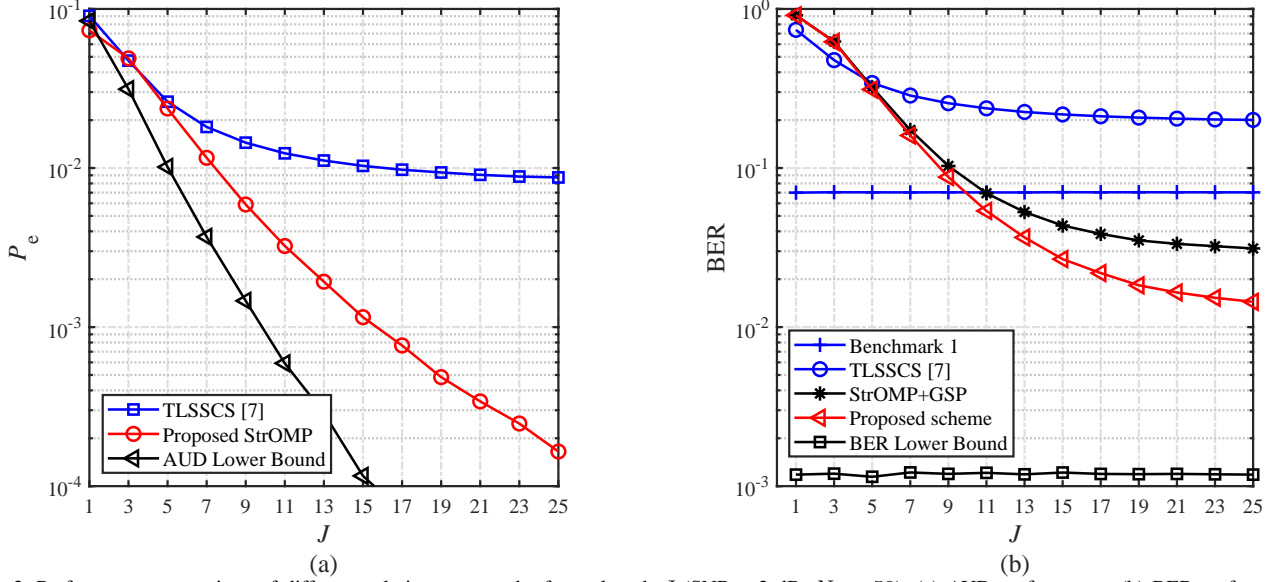 10^-1
10^-2
10^-3
10^-4
P_e
1 3 5 7 9 11 13 15 17 19 21 23 25
J
TLSSCS [7]
Proposed StrOMP
AUD Lower Bound
(a)
10^0
10^-1
10^-2
10^-3
BER
1 3 5 7 9 11 13 15 17 19 21 23 25
J
Benchmark 1
TLSSCS [7]
StrOMP+GSP
Proposed scheme
BER Lower Bound
(b)